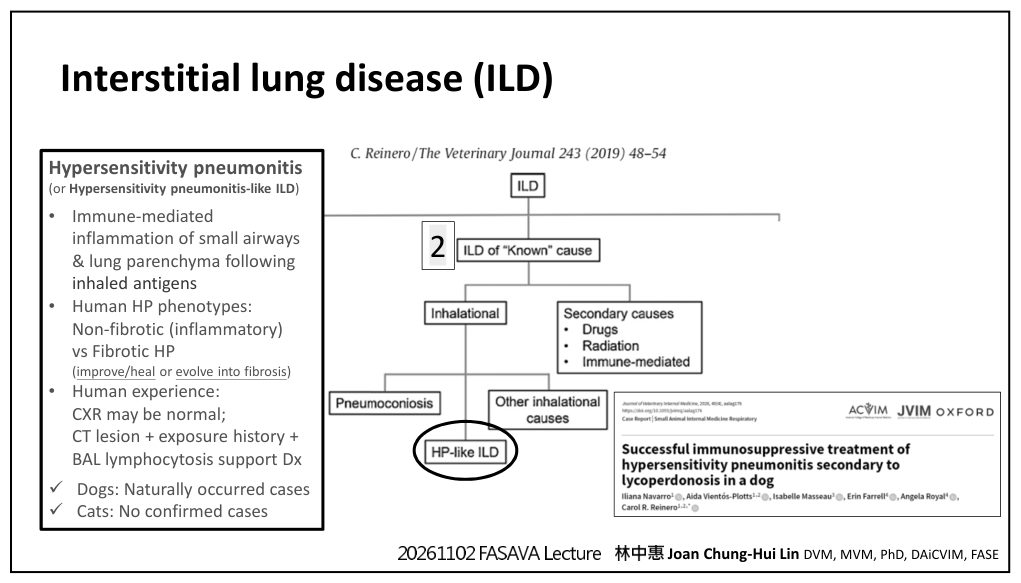 Interstitial lung disease (ILD)
Hypersensitivity pneumonitis
(or Hypersensitivity pneumonitis-like ILD)
• Immune-mediated
inflammation of small airways
& lung parenchyma following
inhaled antigens
• Human HP phenotypes:
Non-fibrotic (inflammatory)
vs Fibrotic HP
(improve/heal or evolve into fibrosis)
• Human experience:
CXR may be normal;
CT lesion + exposure history +
BAL lymphocytosis support Dx
✓ Dogs: Naturally occurred cases
✓ Cats: No confirmed cases
C. Reinero / The Veterinary Journal 243 (2019) 48–54
ILD
2
ILD of “Known” cause
Inhalational
Secondary causes
• Drugs
• Radiation
• Immune-mediated
Pneumoconiosis
Other inhalational
causes
HP-like ILD
Journal of Veterinary Internal Medicine, 2026, 40(4), aalag176
Case Report | Small Animal Internal Medicine Respiratory
ACVIM JVIM OXFORD
Successful immunosuppressive treatment of
hypersensitivity pneumonitis secondary to
lycoperdonosis in a dog
Iliana Navarro, Aida Vientós-Plotts, Isabelle Masseau, Erin Farrell, Angela Royal,
Carol R. Reinero
20261102 FASAVA Lecture 林中惠 Joan Chung-Hui Lin DVM, MVM, PhD, DAiCVIM, FASE